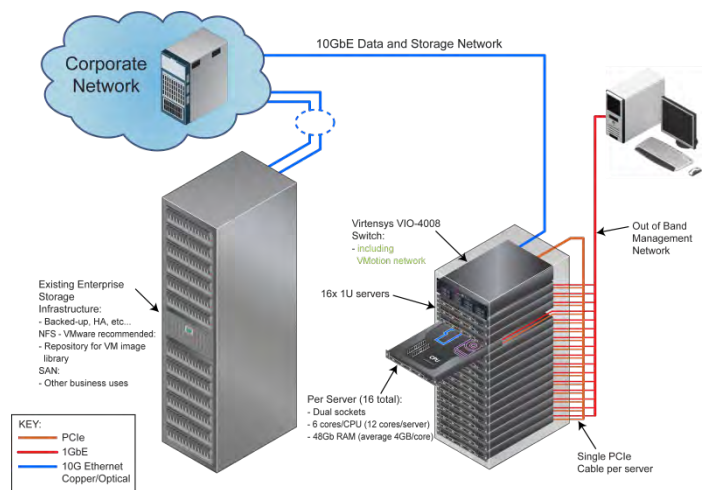 10GbE Data and Storage Network
Corporate
Network
Virtensys VIO-4008
Switch:
- including
VMotion network
Out of Band
Management
Network
16x 1U servers
Existing Enterprise
Storage
Infrastructure:
- Backed-up, HA, etc...
NFS - VMware recommended:
- Repository for VM image
library
SAN:
- Other business uses
CPU
Per Server (16 total):
- Dual sockets
- 6 cores/CPU (12 cores/server)
- 48Gb RAM (average 4GB/core)
Single PCIe
Cable per server
KEY:
PCIe
1GbE
10G Ethernet
Copper/Optical